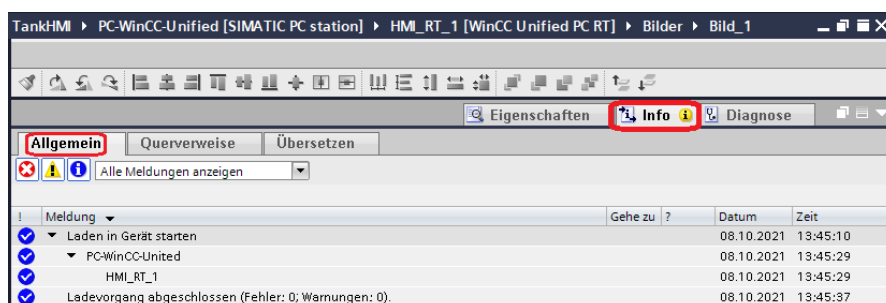 TankHMI ▸ PC-WinCC-Unified [SIMATIC PC station] ▸ HMI_RT_1 [WinCC Unified PC RT] ▸ Bilder ▸ Bild_1
Eigenschaften Info Diagnose
Allgemein Querverweise Übersetzen
Alle Meldungen anzeigen
! Meldung Gehe zu ? Datum Zeit
Laden in Gerät starten 08.10.2021 13:45:10
PC-WinCC-United 08.10.2021 13:45:29
HMI_RT_1 08.10.2021 13:45:29
Ladevorgang abgeschlossen (Fehler: 0; Warnungen: 0). 08.10.2021 13:45:37